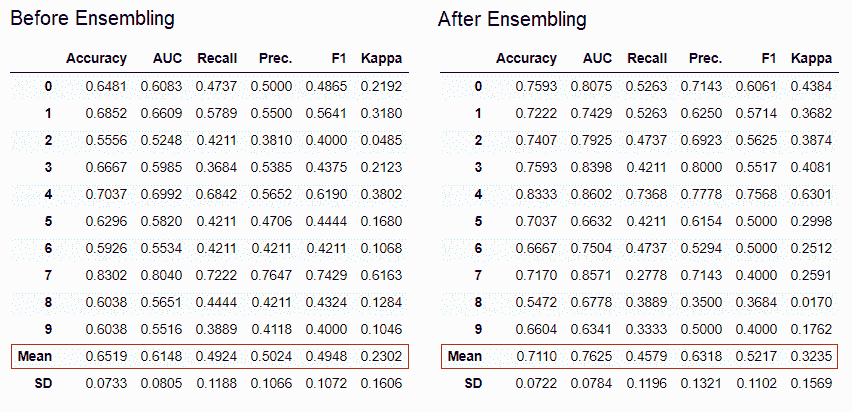 Before Ensembling
Accuracy AUC Recall Prec. F1 Kappa
0 0.6481 0.6083 0.4737 0.5000 0.4865 0.2192
1 0.6852 0.6609 0.5789 0.5500 0.5641 0.3180
2 0.5556 0.5248 0.4211 0.3810 0.4000 0.0485
3 0.6667 0.5985 0.3684 0.5385 0.4375 0.2123
4 0.7037 0.6992 0.6842 0.5652 0.6190 0.3802
5 0.6296 0.5820 0.4211 0.4706 0.4444 0.1680
6 0.5926 0.5534 0.4211 0.4211 0.4211 0.1068
7 0.8302 0.8040 0.7222 0.7647 0.7429 0.6163
8 0.6038 0.5651 0.4444 0.4211 0.4324 0.1284
9 0.6038 0.5516 0.3889 0.4118 0.4000 0.1046
Mean 0.6519 0.6148 0.4924 0.5024 0.4948 0.2302
SD 0.0733 0.0805 0.1188 0.1066 0.1072 0.1606
After Ensembling
Accuracy AUC Recall Prec. F1 Kappa
0 0.7593 0.8075 0.5263 0.7143 0.6061 0.4384
1 0.7222 0.7429 0.5263 0.6250 0.5714 0.3682
2 0.7407 0.7925 0.4737 0.6923 0.5625 0.3874
3 0.7593 0.8398 0.4211 0.8000 0.5517 0.4081
4 0.8333 0.8602 0.7368 0.7778 0.7568 0.6301
5 0.7037 0.6632 0.4211 0.6154 0.5000 0.2998
6 0.6667 0.7504 0.4737 0.5294 0.5000 0.2512
7 0.7170 0.8571 0.2778 0.7143 0.4000 0.2591
8 0.5472 0.6778 0.3889 0.3500 0.3684 0.0170
9 0.6604 0.6341 0.3333 0.5000 0.4000 0.1762
Mean 0.7110 0.7625 0.4579 0.6318 0.5217 0.3235
SD 0.0722 0.0784 0.1196 0.1321 0.1102 0.1569